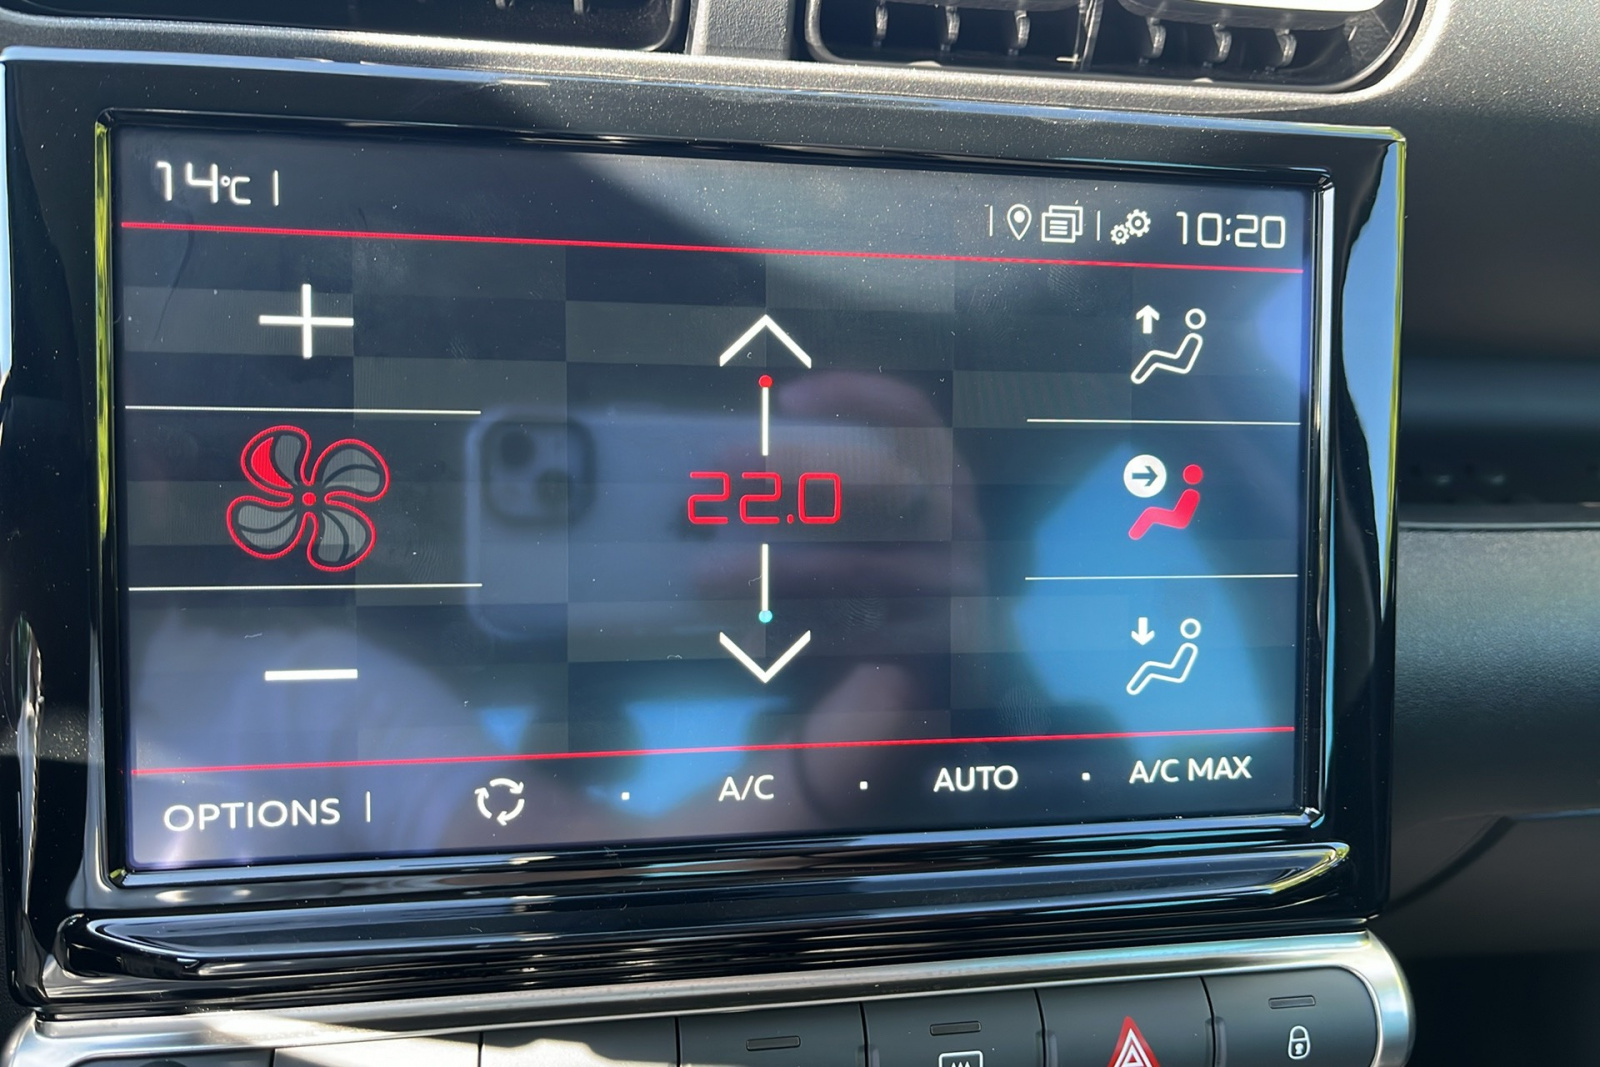 14°C
10:20
22.0
OPTIONS
A/C
AUTO
A/C MAX